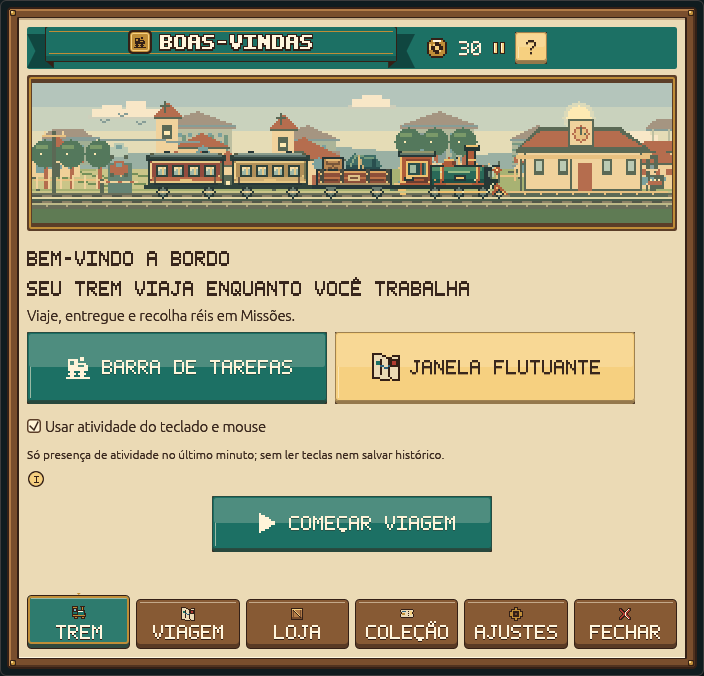 BOAS-VINDAS
30
?
BEM-VINDO A BORDO
SEU TREM VIAJA ENQUANTO VOCÊ TRABALHA
Viaje, entregue e recolha réis em Missões.
BARRA DE TAREFAS
JANELA FLUTUANTE
Usar atividade do teclado e mouse
Só presença de atividade no último minuto; sem ler teclas nem salvar histórico.
I
COMEÇAR VIAGEM
TREM
VIAGEM
LOJA
COLEÇÃO
AJUSTES
FECHAR